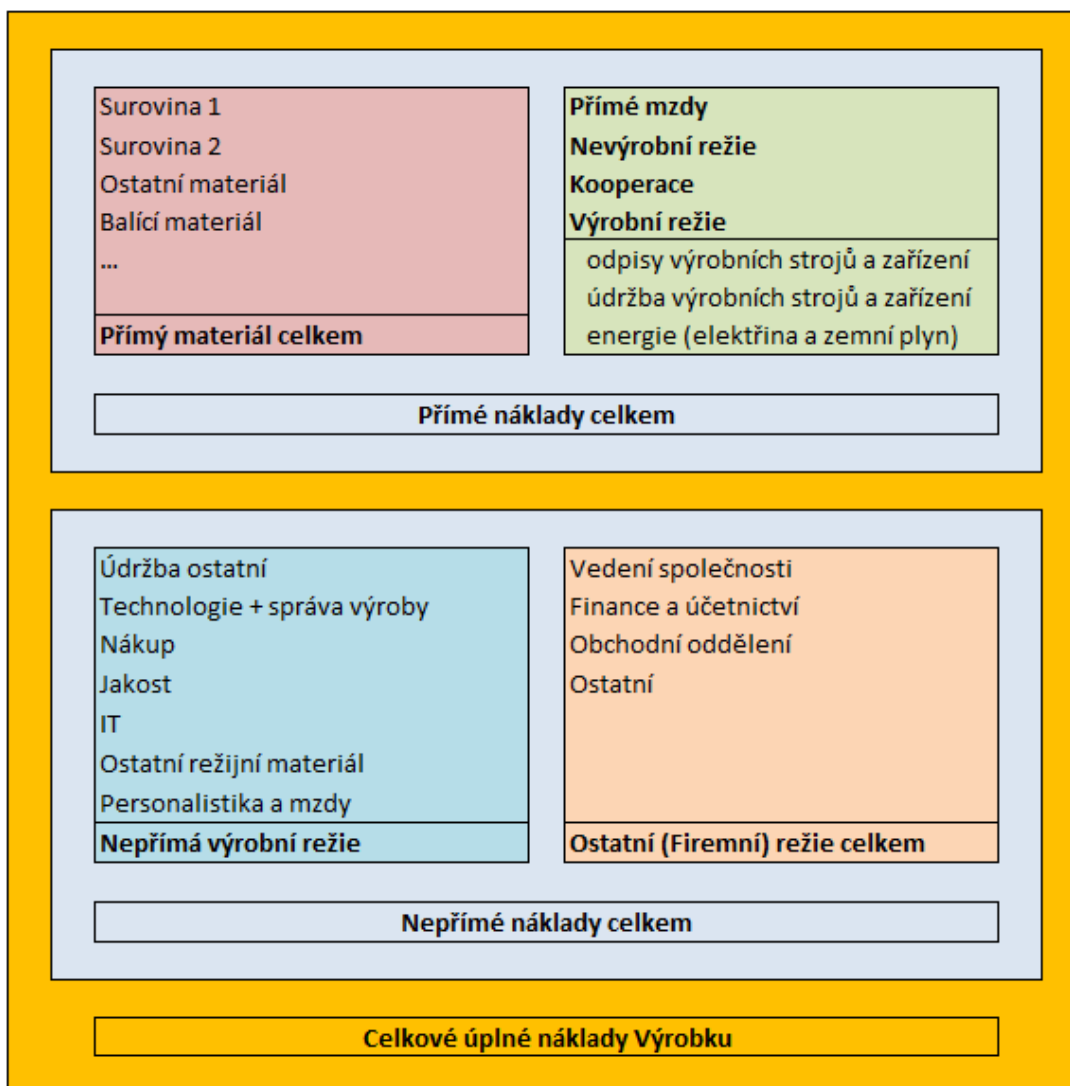 Surovina 1
Surovina 2
Ostatní materiál
Balící materiál
...
Přímý materiál celkem
Přímé mzdy
Nevýrobní režie
Kooperace
Výrobní režie
odpisy výrobních strojů a zařízení
údržba výrobních strojů a zařízení
energie (elektřina a zemní plyn)
Přímé náklady celkem
Údržba ostatní
Technologie + správa výroby
Nákup
Jakost
IT
Ostatní režijní materiál
Personalistika a mzdy
Nepřímá výrobní režie
Vedení společnosti
Finance a účetnictví
Obchodní oddělení
Ostatní
Ostatní (Firemní) režie celkem
Nepřímé náklady celkem
Celkové úplné náklady Výrobku